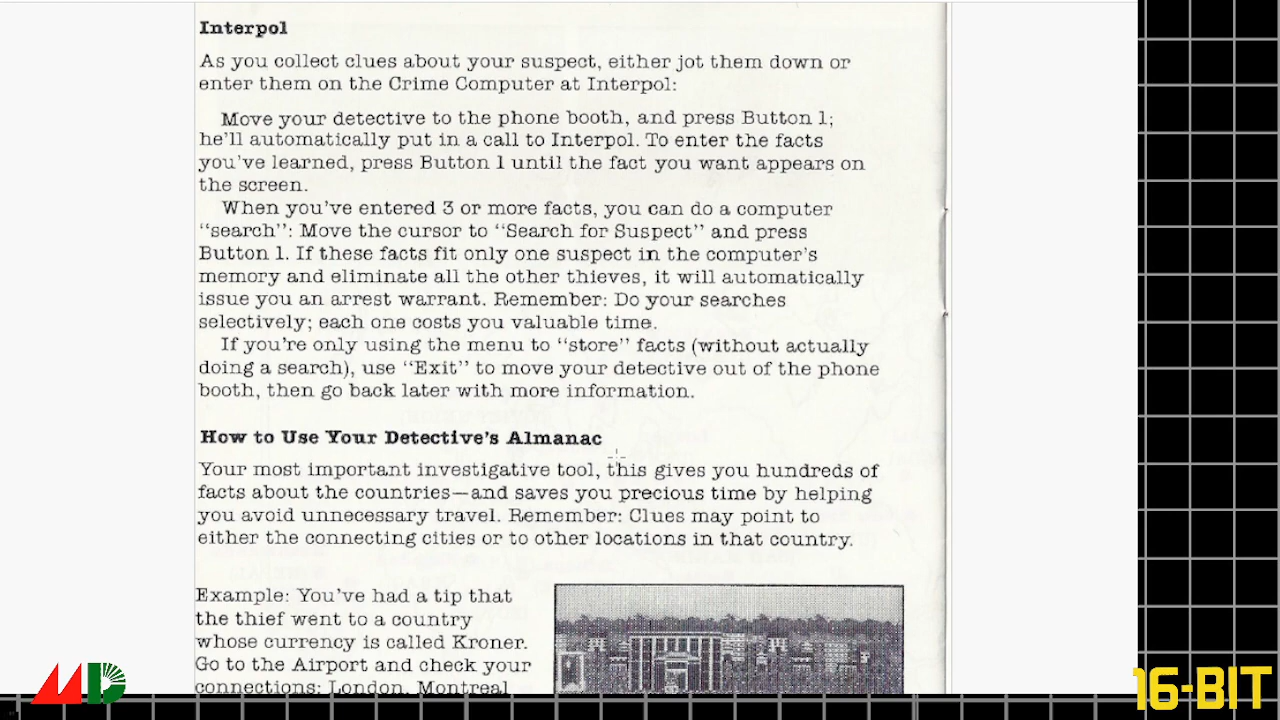 Interpol
As you collect clues about your suspect, either jot them down or
enter them on the Crime Computer at Interpol:
Move your detective to the phone booth, and press Button 1;
he'll automatically put in a call to Interpol. To enter the facts
you've learned, press Button 1 until the fact you want appears on
the screen.
When you've entered 3 or more facts, you can do a computer
“search”: Move the cursor to “Search for Suspect” and press
Button 1. If these facts fit only one suspect in the computer's
memory and eliminate all the other thieves, it will automatically
issue you an arrest warrant. Remember: Do your searches
selectively; each one costs you valuable time.
If you're only using the menu to “store” facts (without actually
doing a search), use “Exit” to move your detective out of the phone
booth, then go back later with more information.
How to Use Your Detective's Almanac
Your most important investigative tool, this gives you hundreds of
facts about the countries—and saves you precious time by helping
you avoid unnecessary travel. Remember: Clues may point to
either the connecting cities or to other locations in that country.
Example: You've had a tip that
the thief went to a country
whose currency is called Kroner.
Go to the Airport and check your
connections: London, Montreal
MD
16-BIT